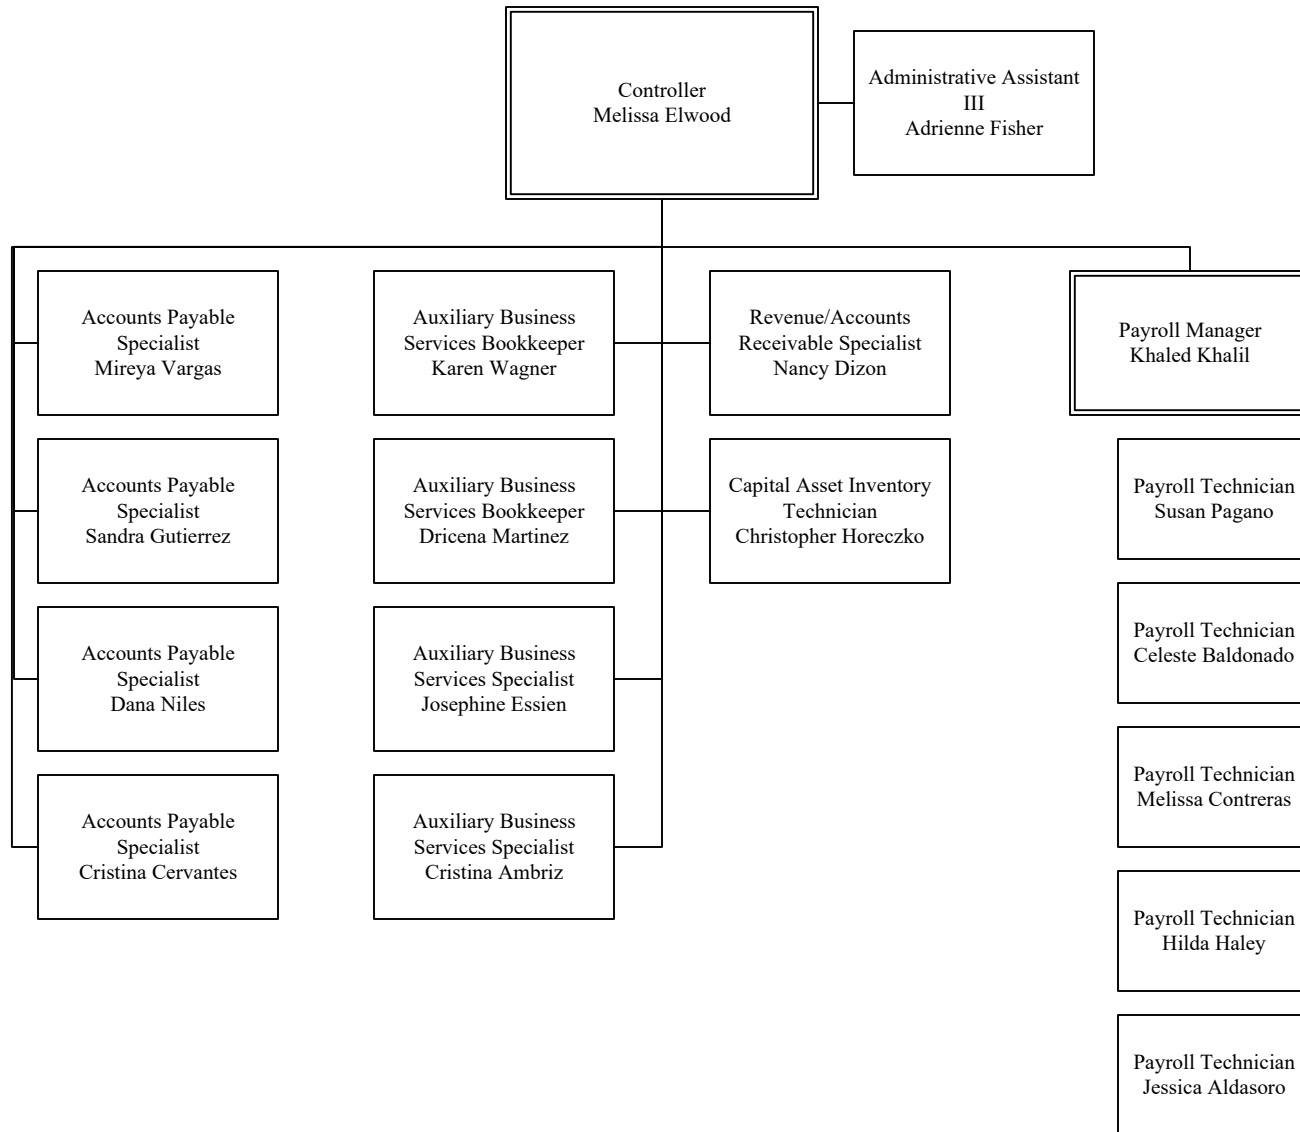 Controller
Melissa Elwood
Administrative Assistant
III
Adrienne Fisher
Accounts Payable
Specialist
Mireya Vargas
Auxiliary Business
Services Bookkeeper
Karen Wagner
Revenue/Accounts
Receivable Specialist
Nancy Dizon
Payroll Manager
Khaled Khalil
Accounts Payable
Specialist
Sandra Gutierrez
Auxiliary Business
Services Bookkeeper
Dricena Martinez
Capital Asset Inventory
Technician
Christopher Horeczko
Payroll Technician
Susan Pagano
Accounts Payable
Specialist
Dana Niles
Auxiliary Business
Services Specialist
Josephine Essien
Payroll Technician
Celeste Baldonado
Accounts Payable
Specialist
Cristina Cervantes
Auxiliary Business
Services Specialist
Cristina Ambriz
Payroll Technician
Melissa Contreras
Payroll Technician
Hilda Haley
Payroll Technician
Jessica Aldasoro